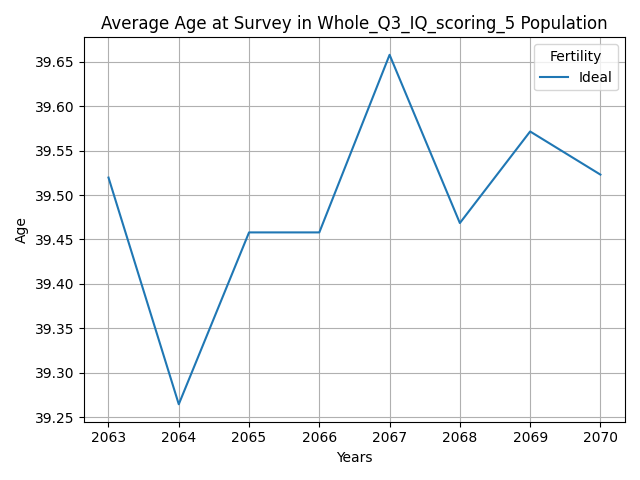 Average Age at Survey in Whole_Q3_IQ_scoring_5 Population
Fertility
Ideal
39.65
39.60
39.55
39.50
39.45
39.40
39.35
39.30
39.25
Age
2063 2064 2065 2066 2067 2068 2069 2070
Years